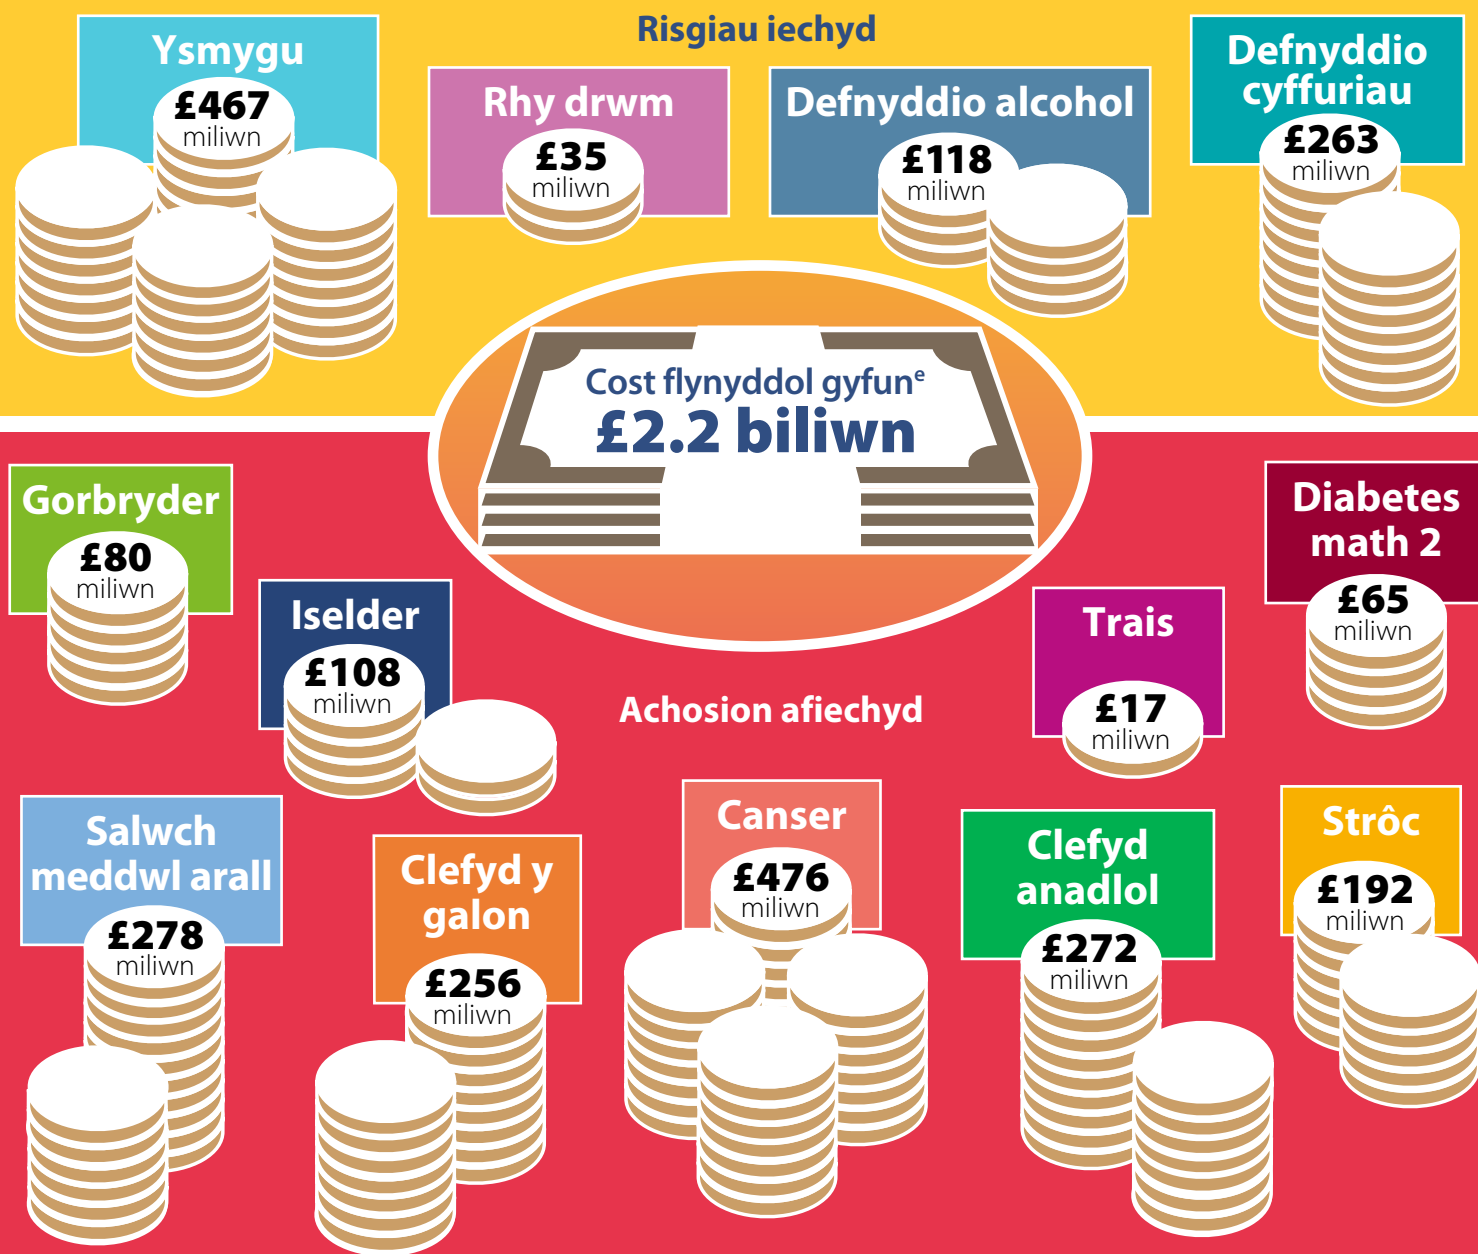 Risgiau iechyd
Ysmygu
£467
miliwn
Rhy drwm
£35
miliwn
Defnyddio alcohol
£118
miliwn
Defnyddio
cyffuriau
£263
miliwn
Cost flynyddol gyfunᵉ
£2.2 biliwn
Gorbryder
£80
miliwn
Iselder
£108
miliwn
Achosion afiechyd
Trais
£17
miliwn
Diabetes
math 2
£65
miliwn
Salwch
meddwl arall
£278
miliwn
Clefyd y
galon
£256
miliwn
Canser
£476
miliwn
Clefyd
anadlol
£272
miliwn
Strôc
£192
miliwn